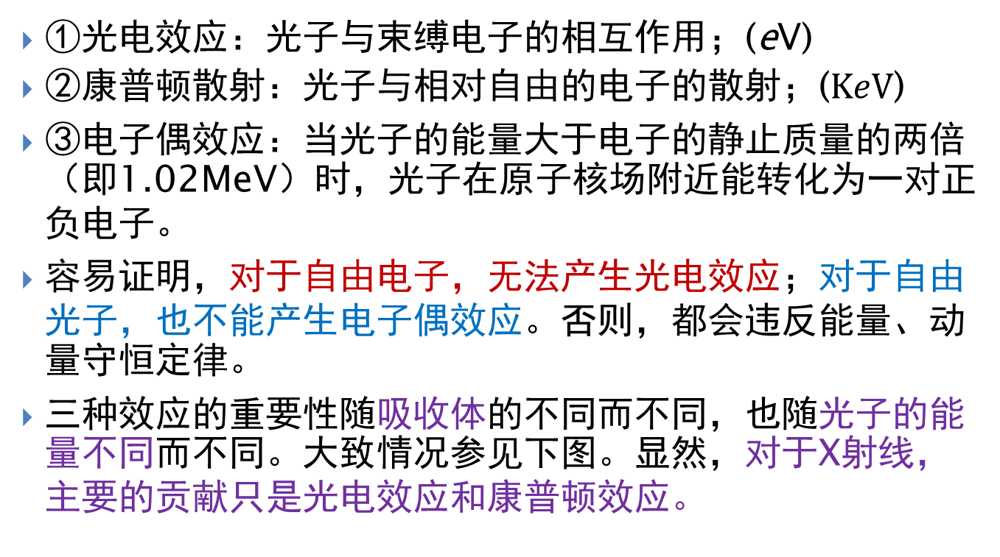 ①光电效应：光子与束缚电子的相互作用；(eV)
②康普顿散射：光子与相对自由的电子的散射；(KeV)
③电子偶效应：当光子的能量大于电子的静止质量的两倍
（即1.02MeV）时，光子在原子核场附近能转化为一对正
负电子。
容易证明，对于自由电子，无法产生光电效应；对于自由
光子，也不能产生电子偶效应。否则，都会违反能量、动
量守恒定律。
三种效应的重要性随吸收体的不同而不同，也随光子的能
量不同而不同。大致情况参见下图。显然，对于X射线，
主要的贡献只是光电效应和康普顿效应。